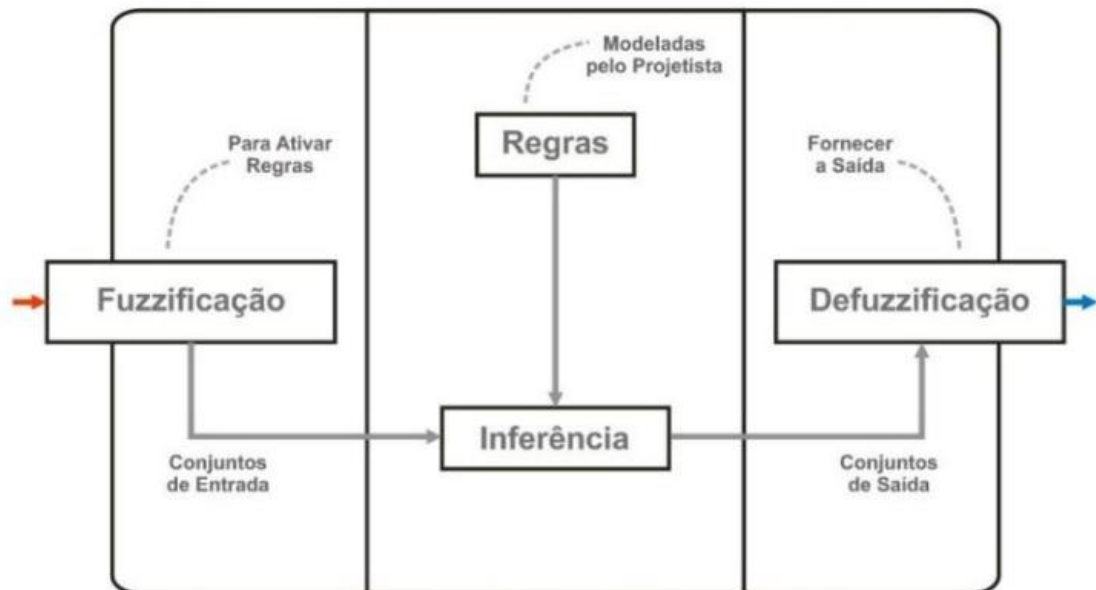 Modeladas
pelo Projetista
Regras
Para Ativar
Regras
Fornecer
a Saída
Fuzzificação
Defuzzificação
Inferência
Conjuntos
de Entrada
Conjuntos
de Saída